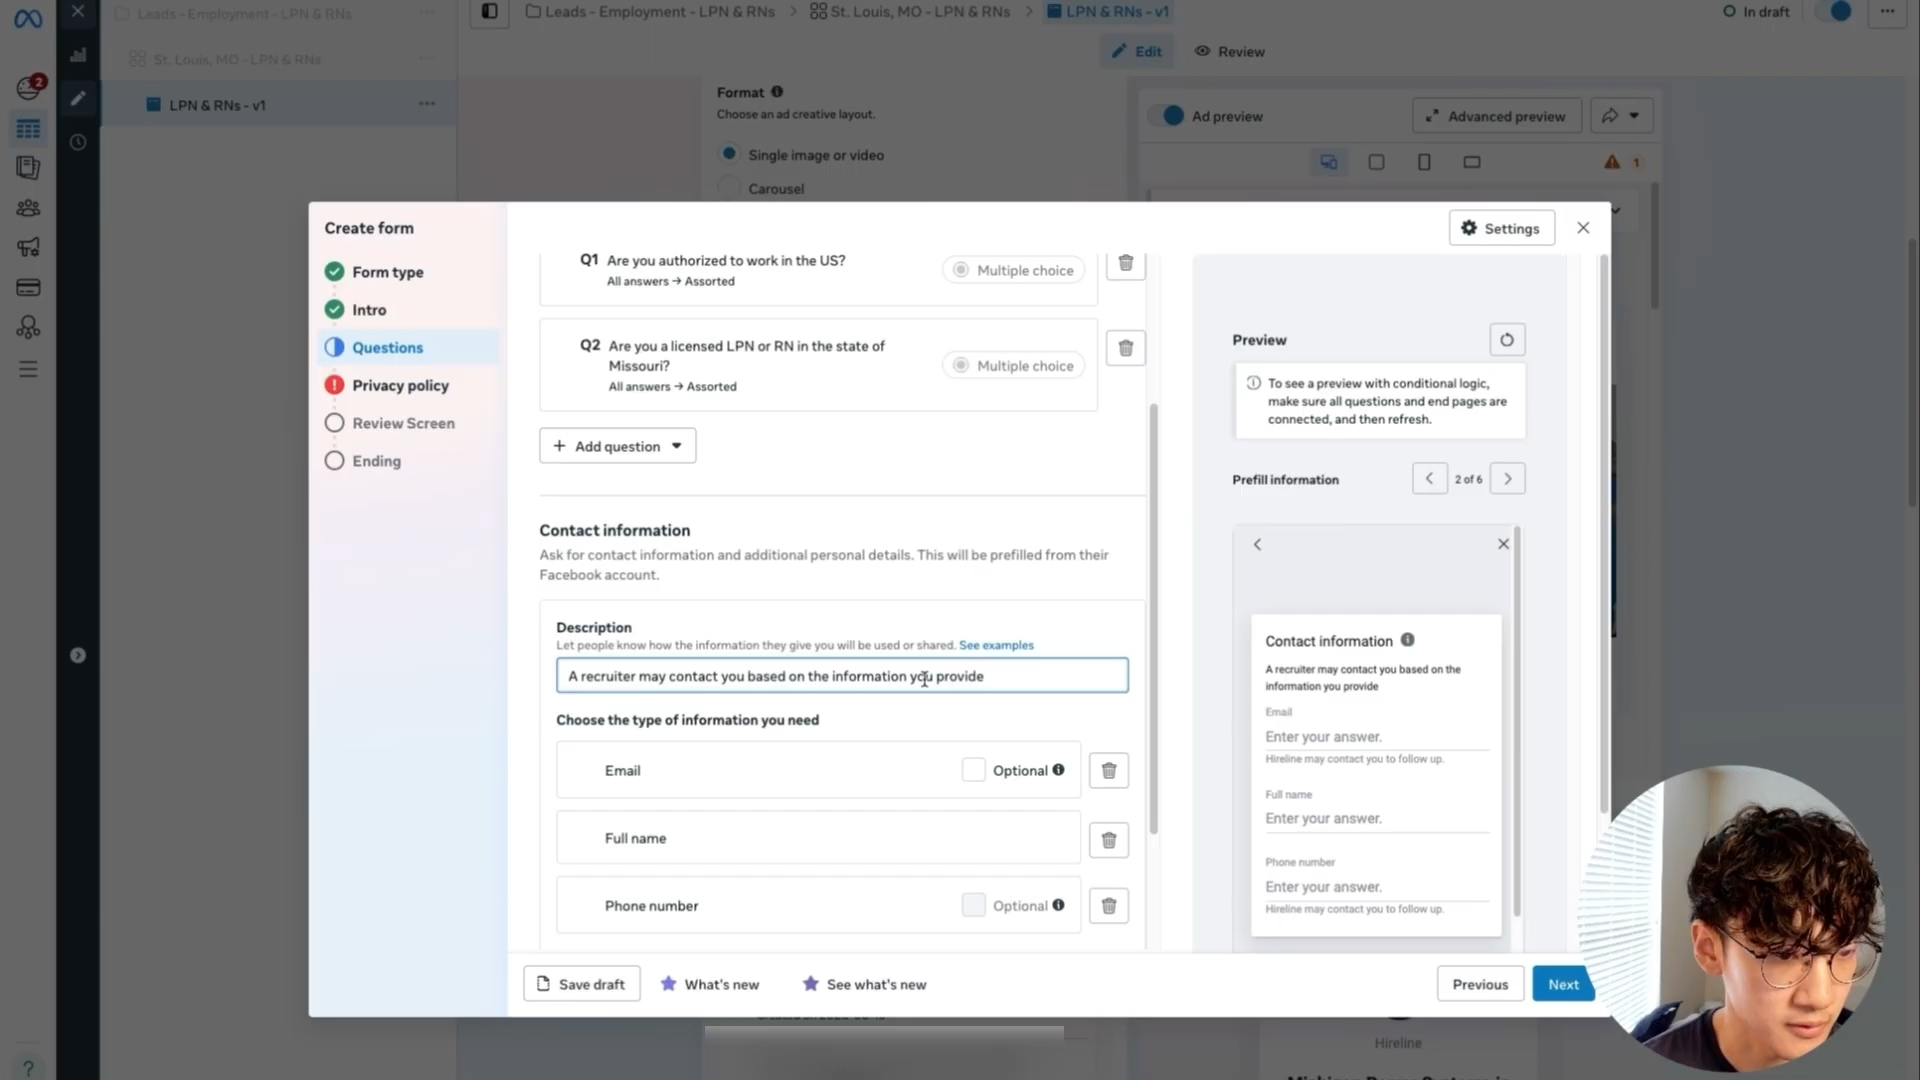 Leads - Employment - LPN & RNs
St. Louis, MO - LPN & RNs
LPN & RNs - v1
Leads - Employment - LPN & RNs > St. Louis, MO - LPN & RNs > LPN & RNs - v1
In draft
Edit
Review
2
Format
Choose an ad creative layout.
Single image or video
Carousel
Ad preview
Advanced preview
1
Create form
Form type
Intro
Questions
Privacy policy
Review Screen
Ending
Settings
Q1 Are you authorized to work in the US?
All answers → Assorted
Multiple choice
Q2 Are you a licensed LPN or RN in the state of
Missouri?
All answers → Assorted
Multiple choice
+ Add question
Contact information
Ask for contact information and additional personal details. This will be prefilled from their
Facebook account.
Description
Let people know how the information they give you will be used or shared. See examples
A recruiter may contact you based on the information you provide
Choose the type of information you need
Email
Optional
Full name
Phone number
Optional
Preview
To see a preview with conditional logic,
make sure all questions and end pages are
connected, and then refresh.
Prefill information
2 of 6
Contact information
A recruiter may contact you based on the
information you provide
Email
Enter your answer.
Hireline may contact you to follow up.
Full name
Enter your answer.
Phone number
Enter your answer.
Hireline may contact you to follow up.
Save draft
What's new
See what's new
Previous
Next
Hireline